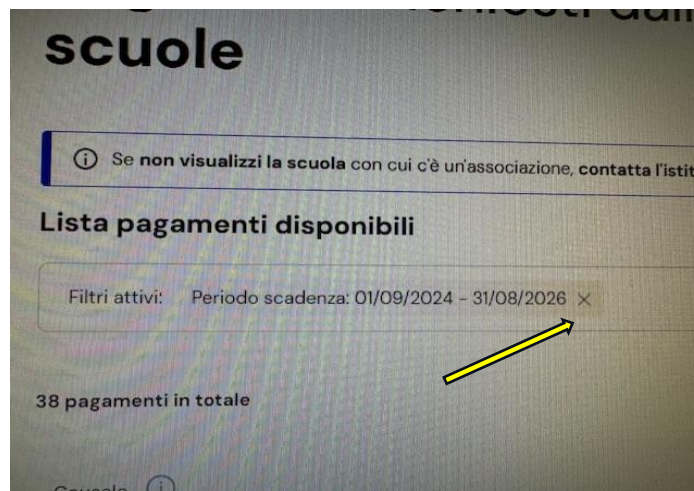 scuole
Se non visualizzi la scuola con cui c'è un'associazione, contatta l'istit
Lista pagamenti disponibili
Filtri attivi: Periodo scadenza: 01/09/2024 - 31/08/2026 ×
38 pagamenti in totale
Causale